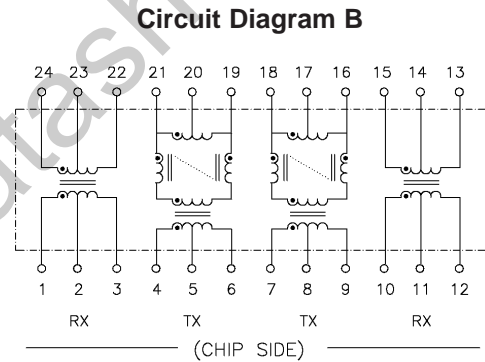 Circuit Diagram B
24 23 22 21 20 19 18 17 16 15 14 13
1 2 3 4 5 6 7 8 9 10 11 12
RX TX TX RX
(CHIP SIDE)